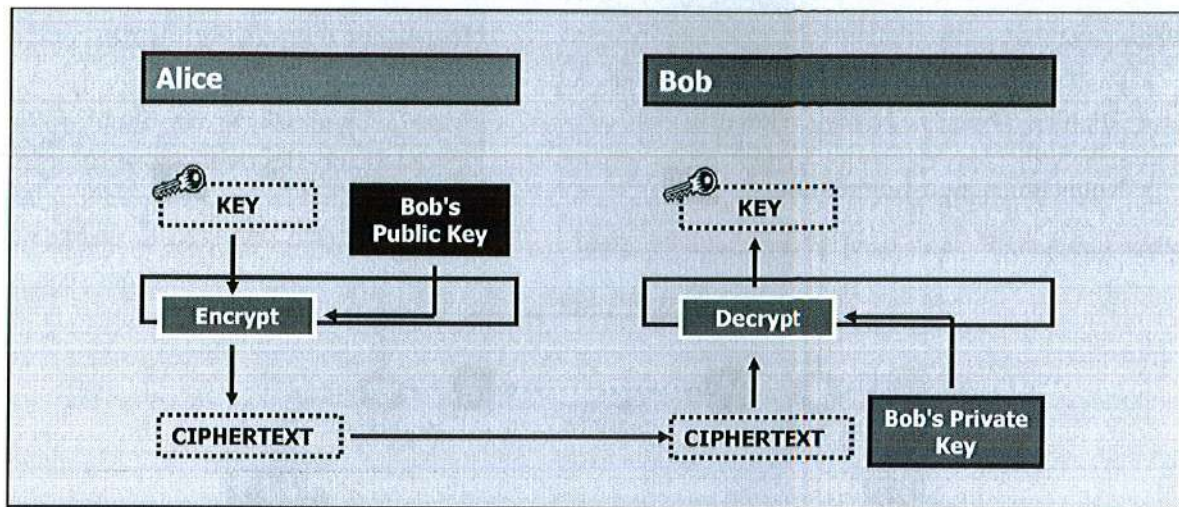 Alice
KEY
Bob's
Public Key
Encrypt
CIPHERTEXT
Bob
KEY
Decrypt
CIPHERTEXT
Bob's Private
Key